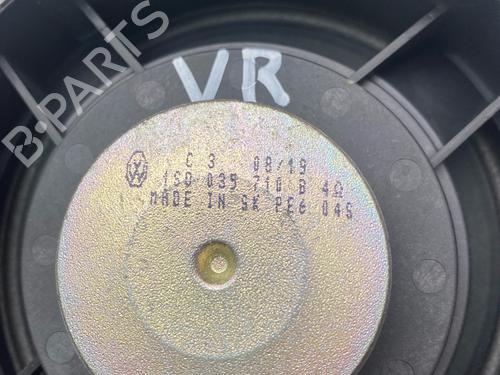 B-PARTS
VR
C 3 08/19
1S0 035 710 B 4Ω
MADE IN SK PE6 04S